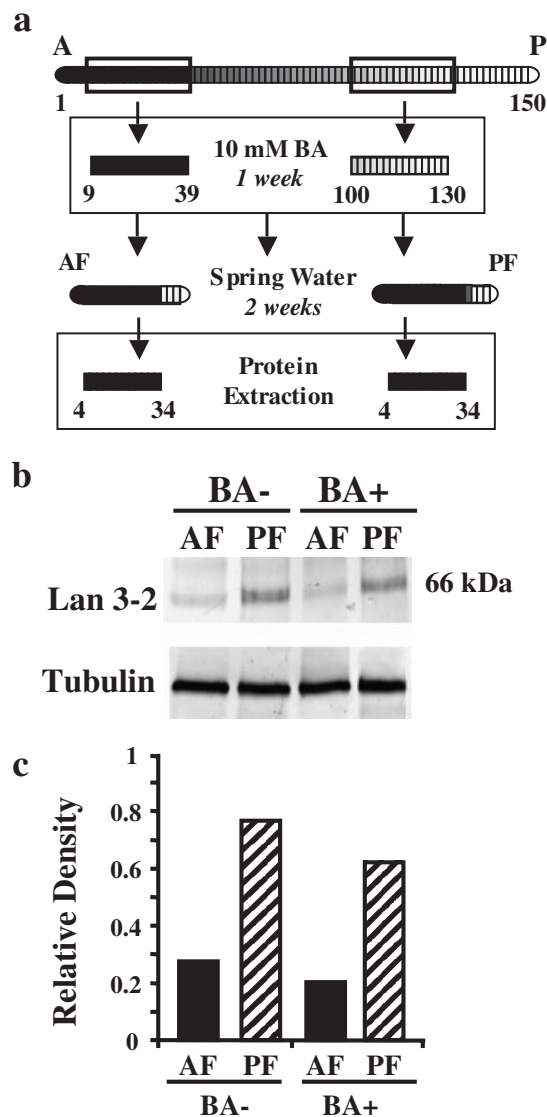 a
A P
1 150
10 mM BA
1 week
9 39 100 130
AF PF
Spring Water
2 weeks
Protein
Extraction
4 34 4 34
b
BA- BA+
AF PF AF PF
Lan 3-2 66 kDa
Tubulin
c
Relative Density
1
0.8
0.6
0.4
0.2
0
AF PF AF PF
BA- BA+